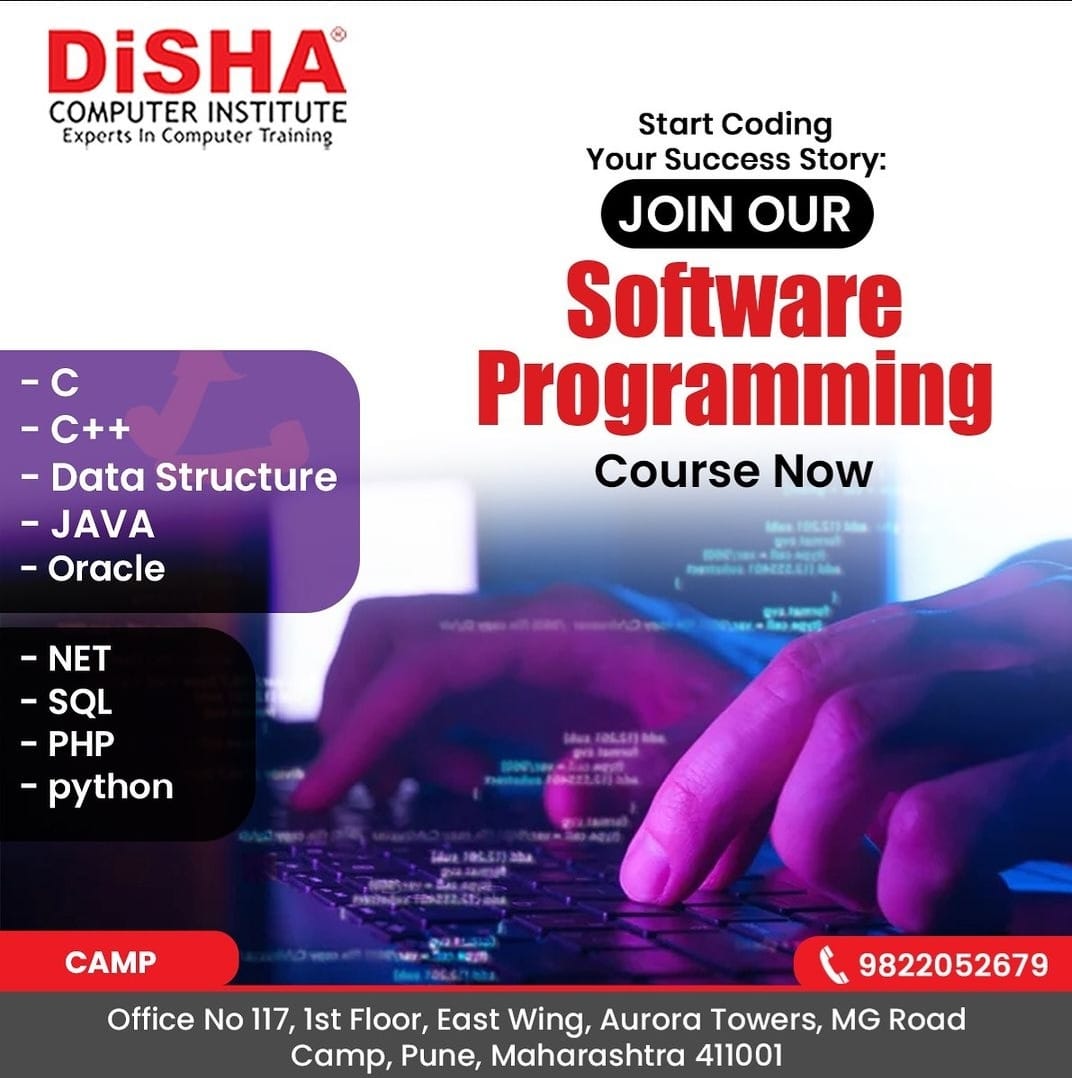 DiSHA®
COMPUTER INSTITUTE
Experts In Computer Training
Start Coding
Your Success Story:
JOIN OUR
Software
Programming
Course Now
- C
- C++
- Data Structure
- JAVA
- Oracle
- NET
- SQL
- PHP
- python
CAMP
9822052679
Office No 117, 1st Floor, East Wing, Aurora Towers, MG Road
Camp, Pune, Maharashtra 411001